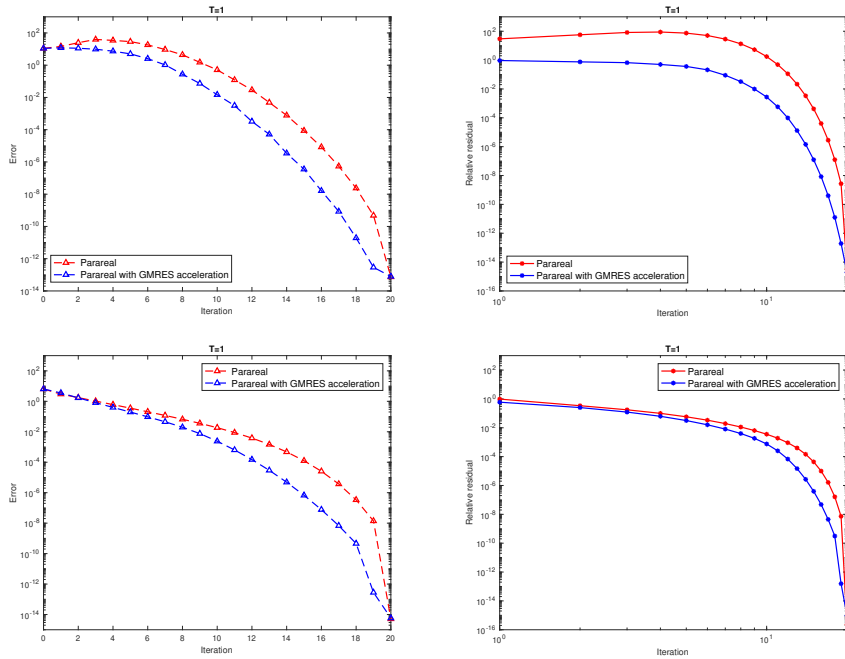 T=1
10^2
10^0
10^-2
10^-4
10^-6
10^-8
10^-10
10^-12
10^-14
Error
Parareal
Parareal with GMRES acceleration
0 2 4 6 8 10 12 14 16 18 20
Iteration
T=1
10^2
10^0
10^-2
10^-4
10^-6
10^-8
10^-10
10^-12
10^-14
10^-16
Relative residual
Parareal
Parareal with GMRES acceleration
10^0 10^1
Iteration
T=1
10^2
10^0
10^-2
10^-4
10^-6
10^-8
10^-10
10^-12
10^-14
Error
Parareal
Parareal with GMRES acceleration
0 2 4 6 8 10 12 14 16 18 20
Iteration
T=1
10^2
10^0
10^-2
10^-4
10^-6
10^-8
10^-10
10^-12
10^-14
10^-16
Relative residual
Parareal
Parareal with GMRES acceleration
10^0 10^1
Iteration